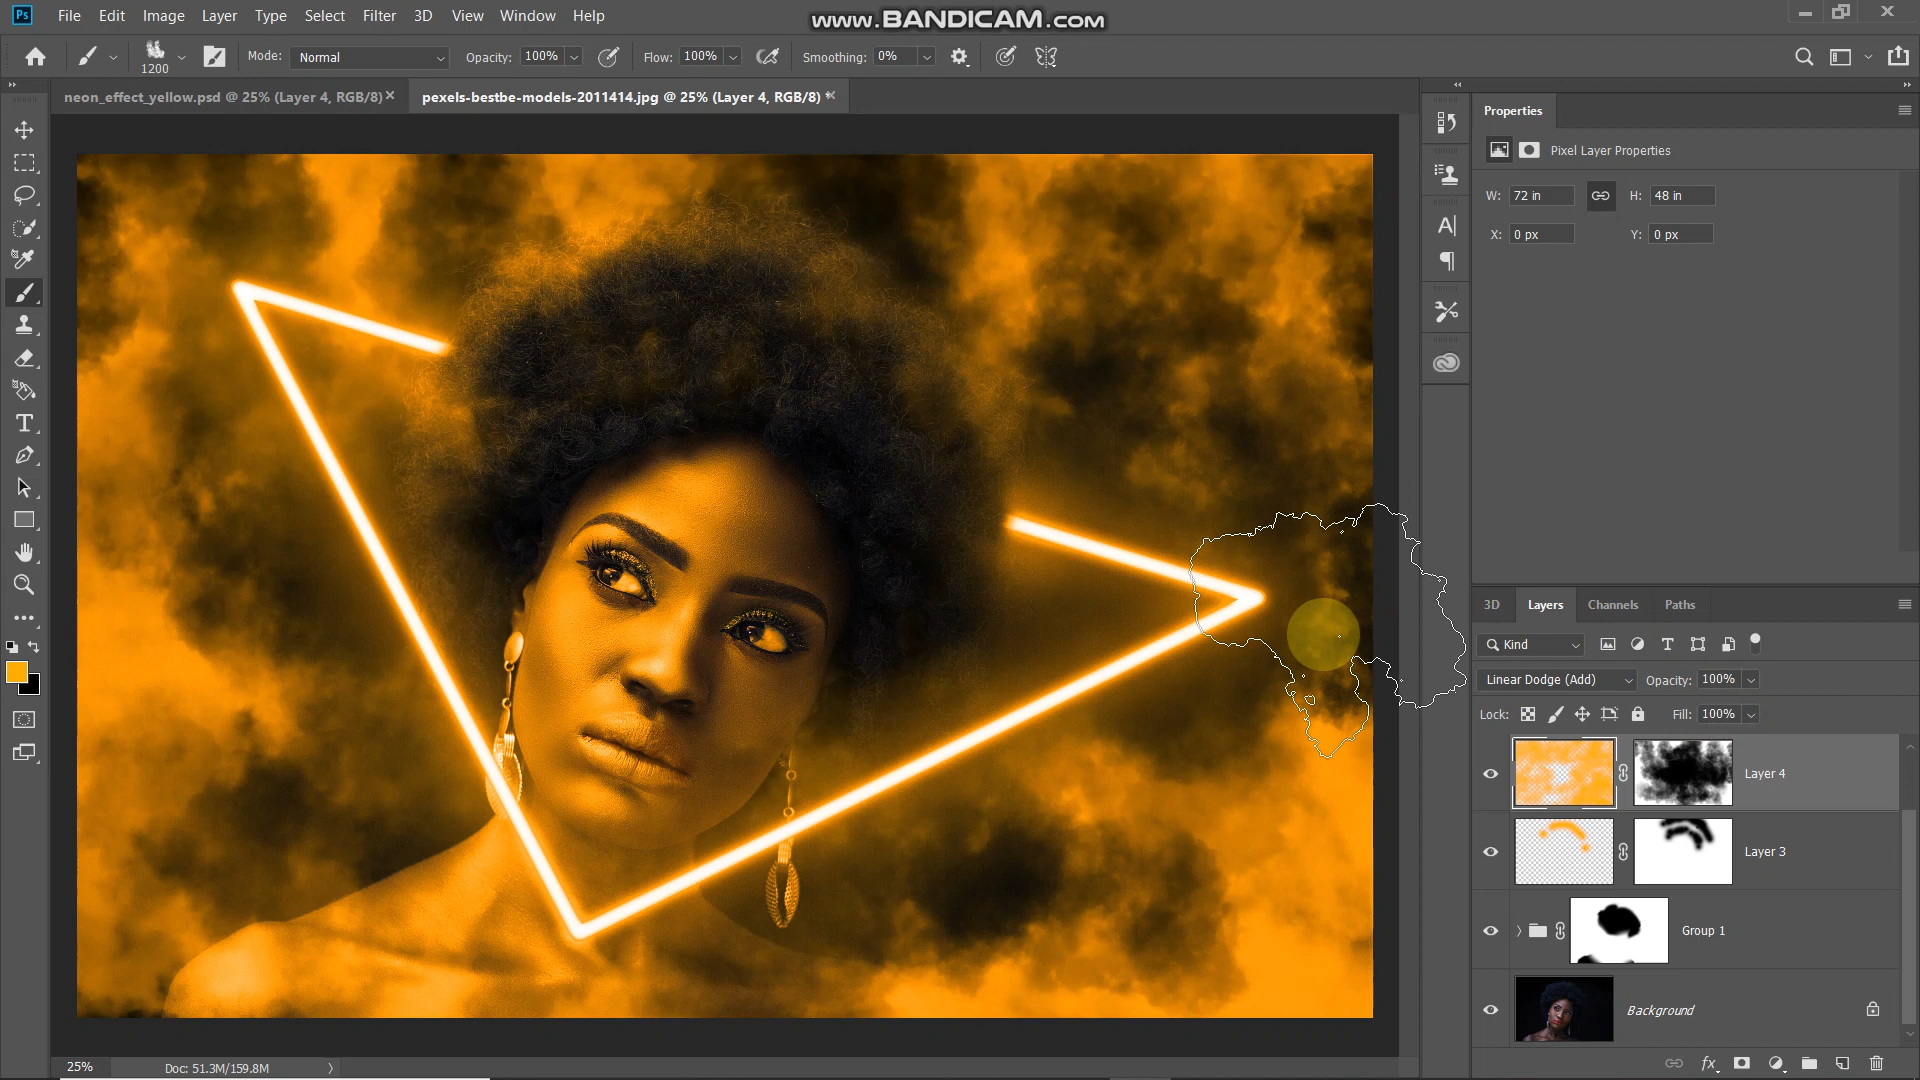 Ps File Edit Image Layer Type Select Filter 3D View Window Help
www.BANDICAM.com
1200 Mode: Normal Opacity: 100% Flow: 100% Smoothing: 0%
neon_effect_yellow.psd @ 25% (Layer 4, RGB/8)
pexels-bestbe-models-2011414.jpg @ 25% (Layer 4, RGB/8)
Properties
Pixel Layer Properties
W: 72 in H: 48 in
X: 0 px Y: 0 px
3D Layers Channels Paths
Kind
Linear Dodge (Add) Opacity: 100%
Lock: Fill: 100%
Layer 4
Layer 3
Group 1
Background
25% Doc: 51.3M/159.8M